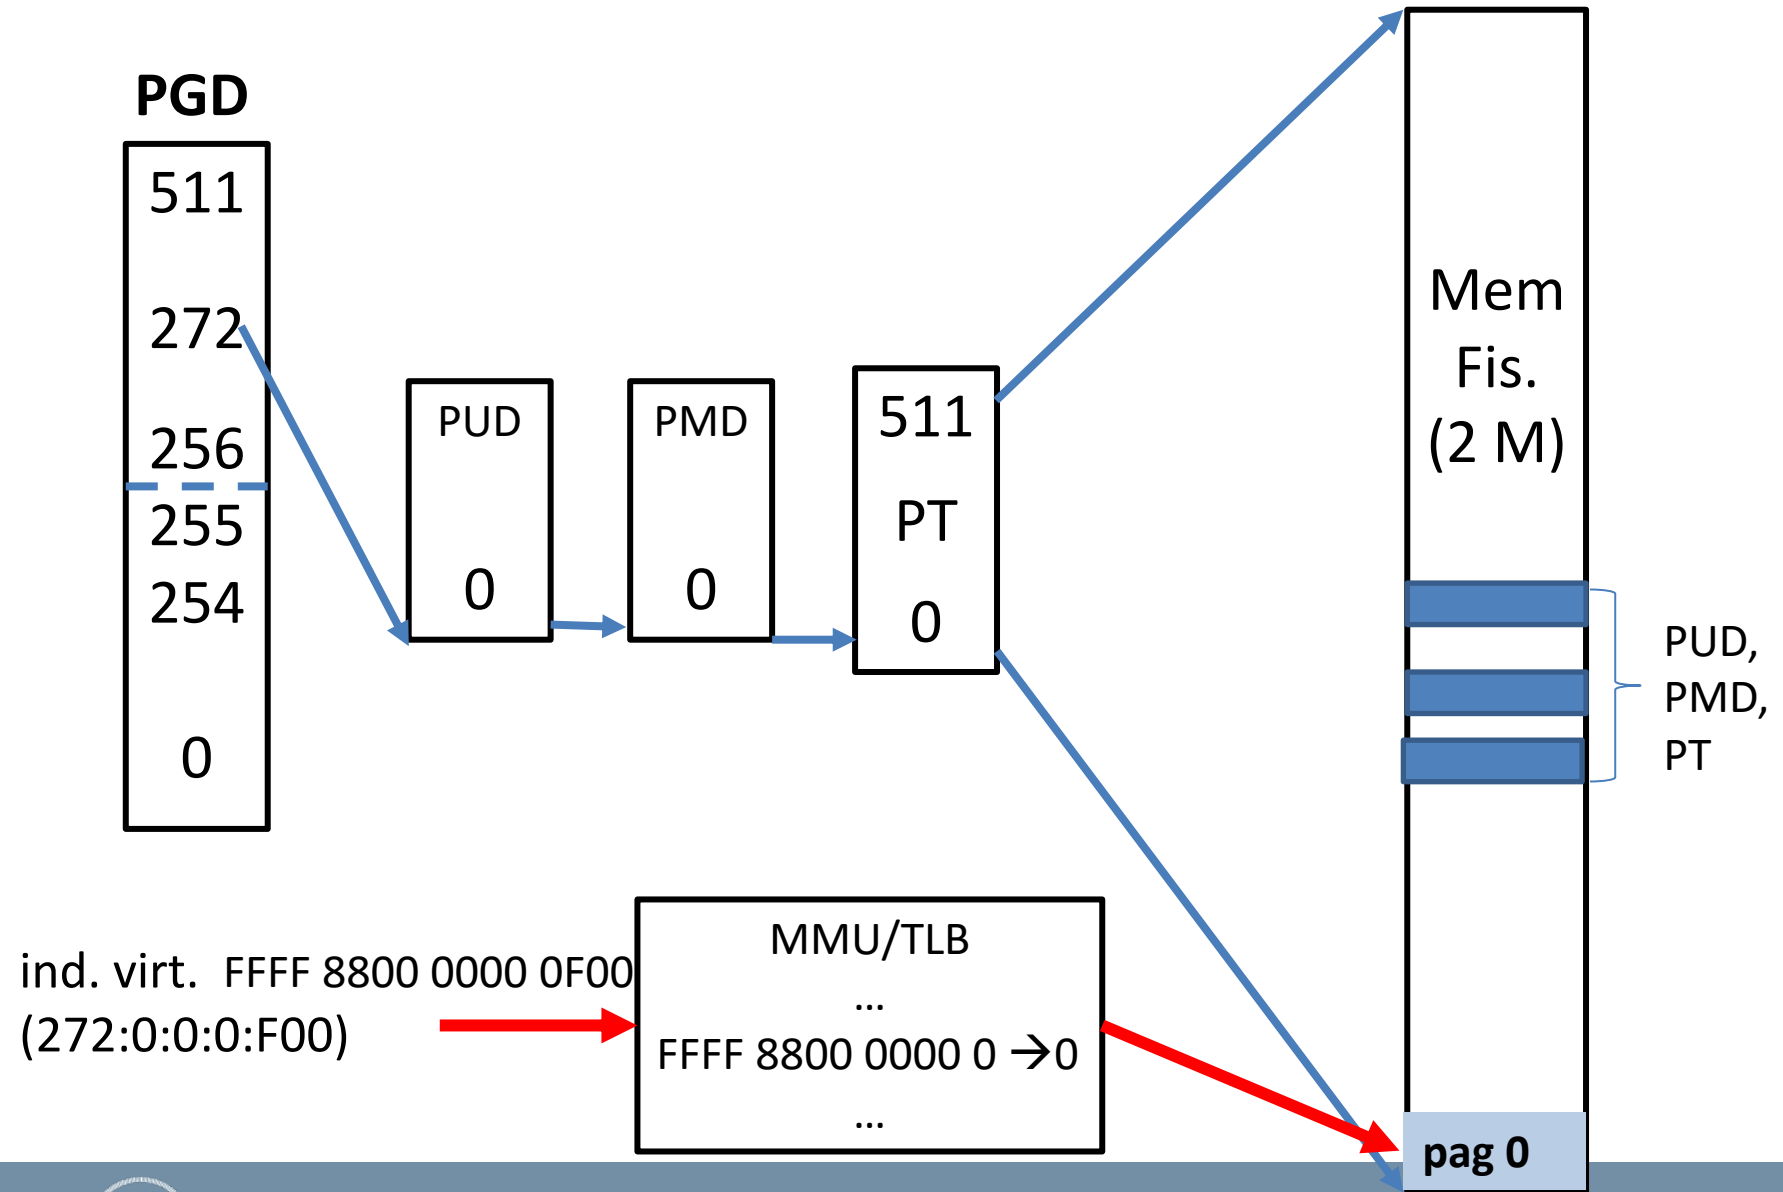 PGD
511
272
256
255
254
0
PUD
0
PMD
0
511
PT
0
Mem
Fis.
(2 M)
PUD,
PMD,
PT
ind. virt. FFFF 8800 0000 0F00
(272:0:0:0:F00)
MMU/TLB
...
FFFF 8800 0000 0 →0
...
pag 0